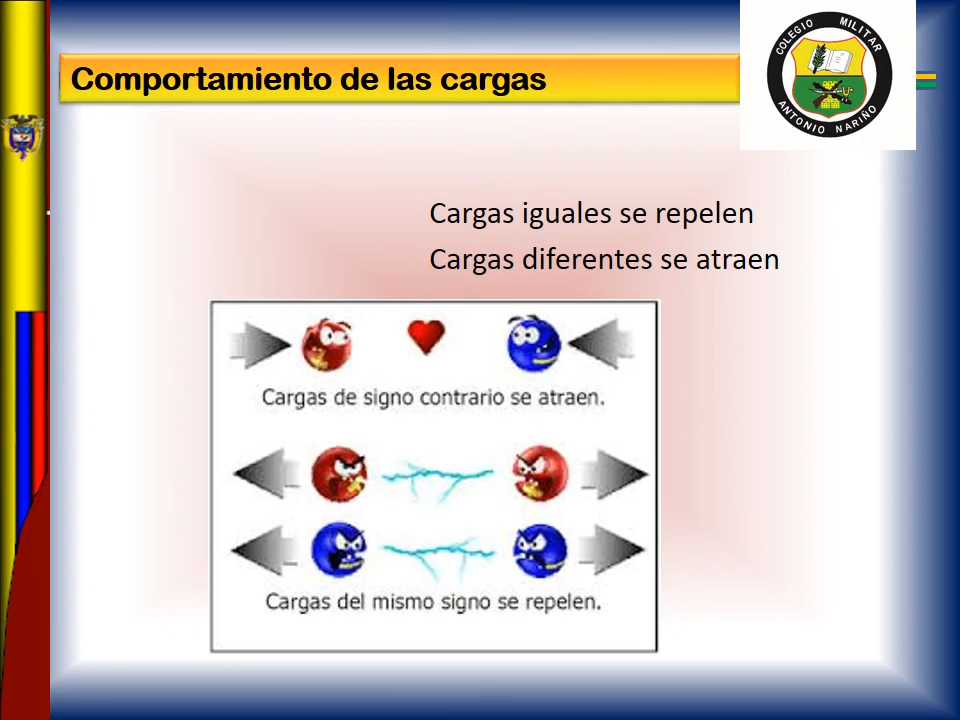 Comportamiento de las cargas
COLEGIO MILITAR
ANTONIO NARIÑO
Cargas iguales se repelen
Cargas diferentes se atraen
Cargas de signo contrario se atraen.
Cargas del mismo signo se repelen.